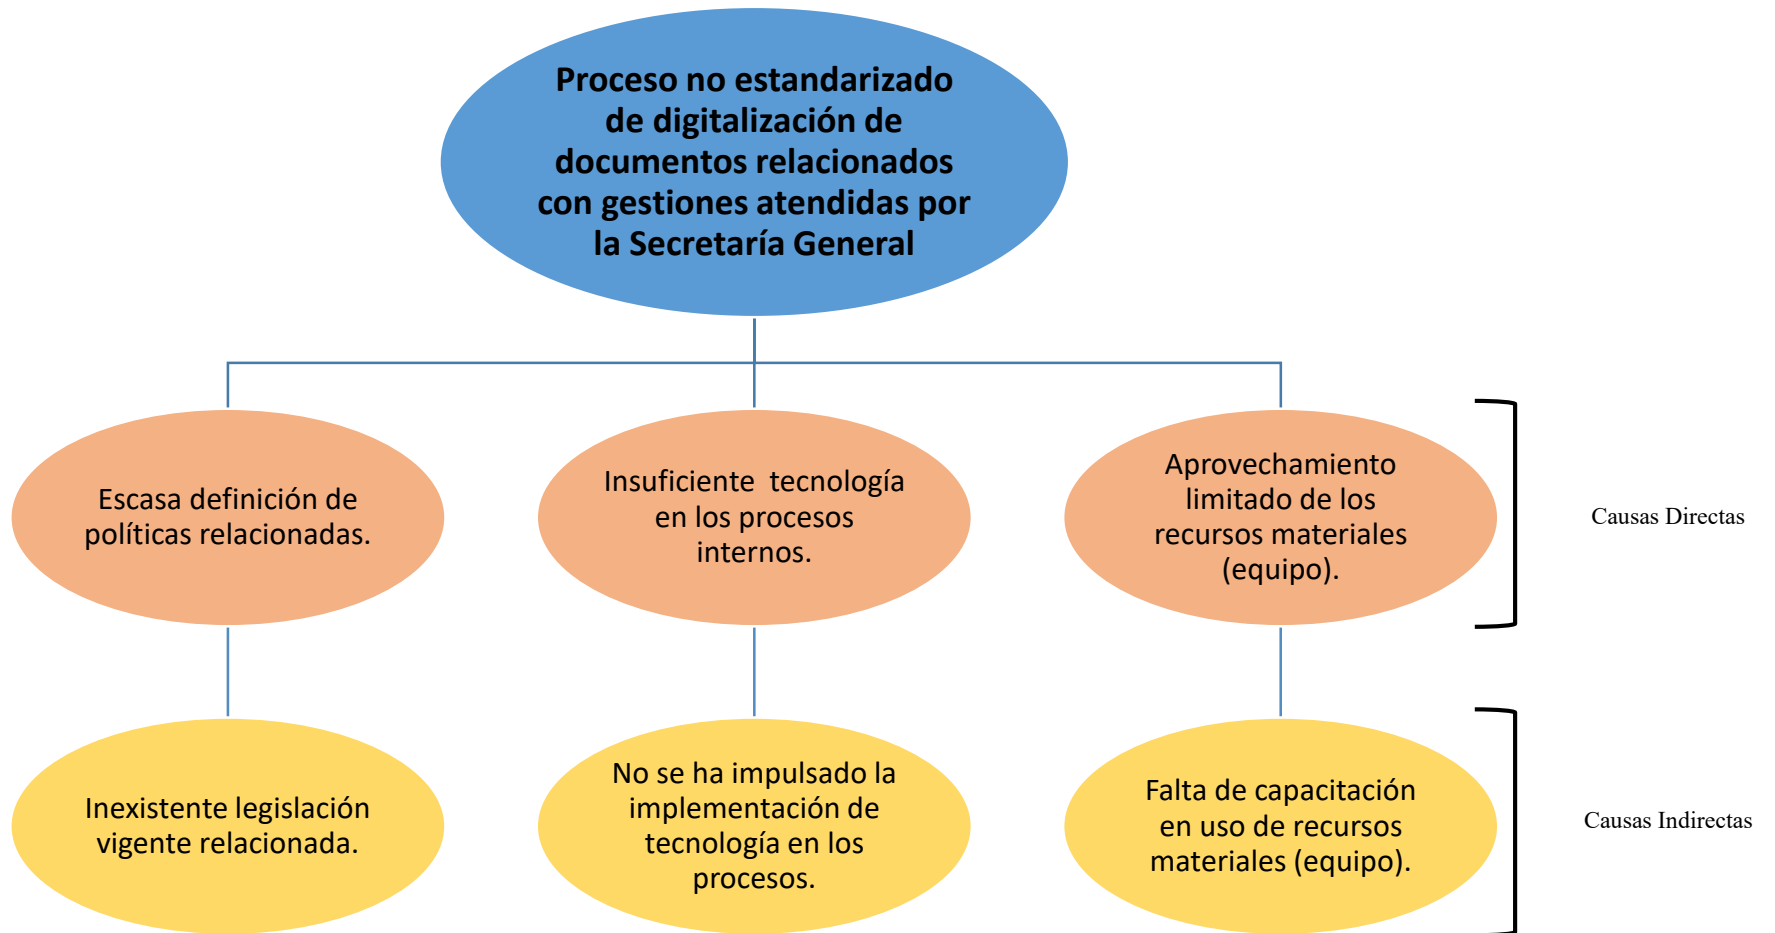 Proceso no estandarizado
de digitalización de
documentos relacionados
con gestiones atendidas por
la Secretaría General
Escasa definición de
políticas relacionadas.
Insuficiente tecnología
en los procesos
internos.
Aprovechamiento
limitado de los
recursos materiales
(equipo).
Causas Directas
Inexistente legislación
vigente relacionada.
No se ha impulsado la
implementación de
tecnología en los
procesos.
Falta de capacitación
en uso de recursos
materiales (equipo).
Causas Indirectas